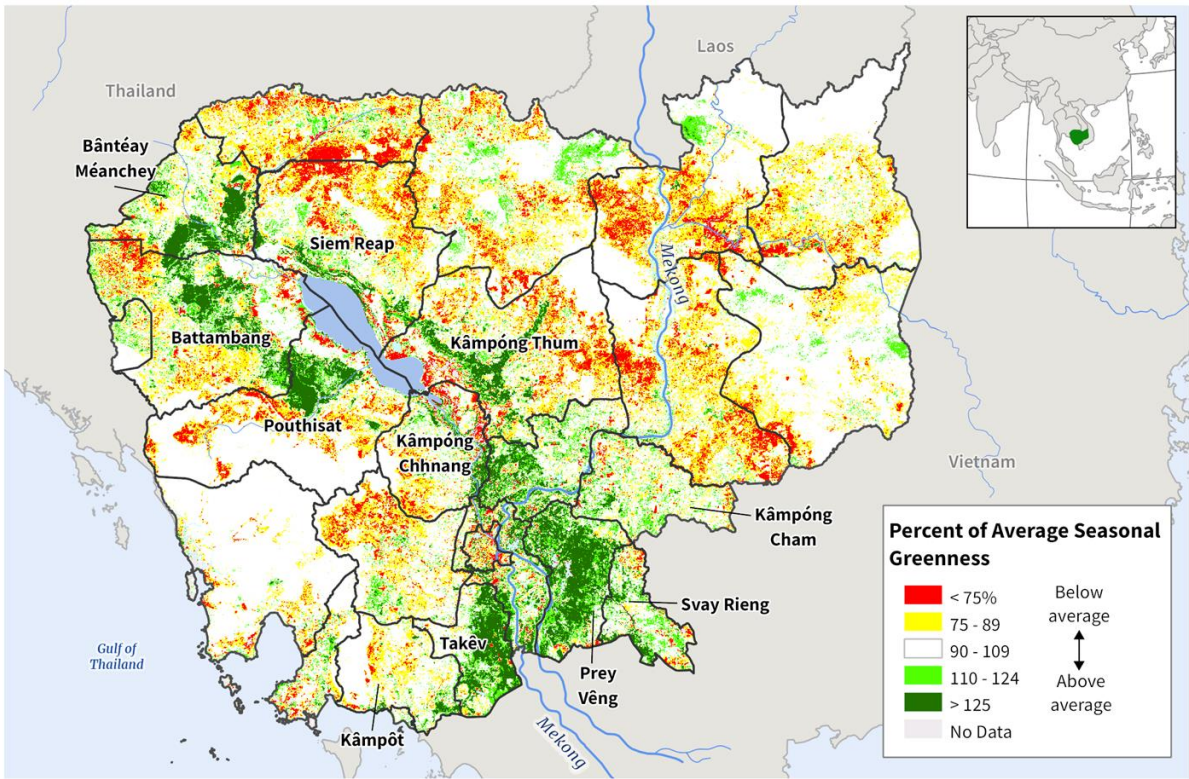 Laos
Thailand
Bântéay
Méanchey
Siem Reap
Mekong
Battambang
Kâmpóng Thum
Pouthisat
Kâmpóng
Chhnang
Vietnam
Kâmpóng
Cham
Svay Rieng
Takêv
Prey
Vêng
Gulf of
Thailand
Kâmpôt
Mekong
Percent of Average Seasonal
Greenness
< 75%
75 - 89
90 - 109
110 - 124
> 125
No Data
Below
average
Above
average